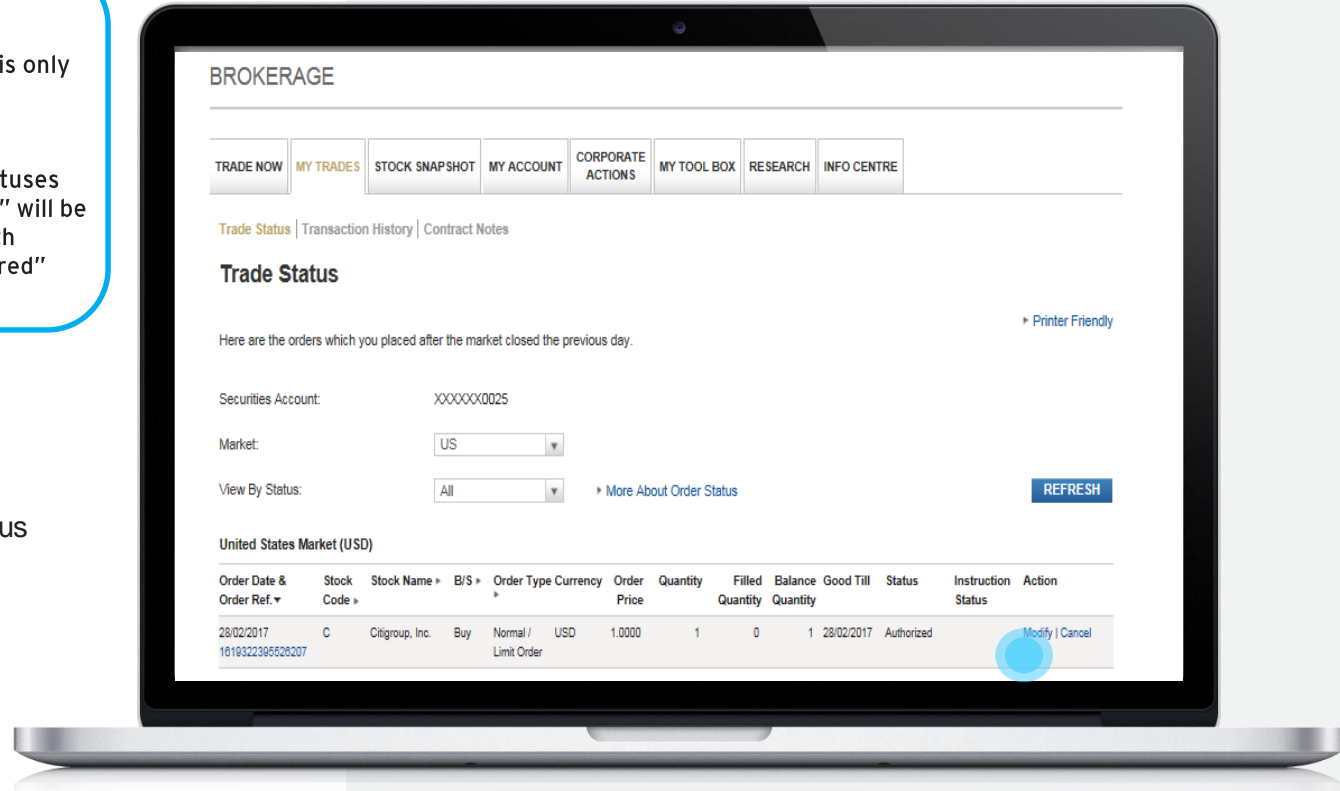 is only
tuses
" will be
th
red"
us
BROKERAGE
TRADE NOW MY TRADES STOCK SNAPSHOT MY ACCOUNT CORPORATE ACTIONS MY TOOL BOX RESEARCH INFO CENTRE
Trade Status | Transaction History | Contract Notes
Trade Status
Printer Friendly
Here are the orders which you placed after the market closed the previous day.
Securities Account: XXXXXX0025
Market: US
View By Status: All More About Order Status REFRESH
United States Market (USD)
Order Date & Stock Stock Name B/S Order Type Currency Order Quantity Filled Balance Good Till Status Instruction Action
Order Ref. Code Price Quantity Quantity Status
28/02/2017 C Citigroup, Inc. Buy Normal / USD 1.0000 1 0 1 28/02/2017 Authorized Modify | Cancel
1619322395526207 Limit Order